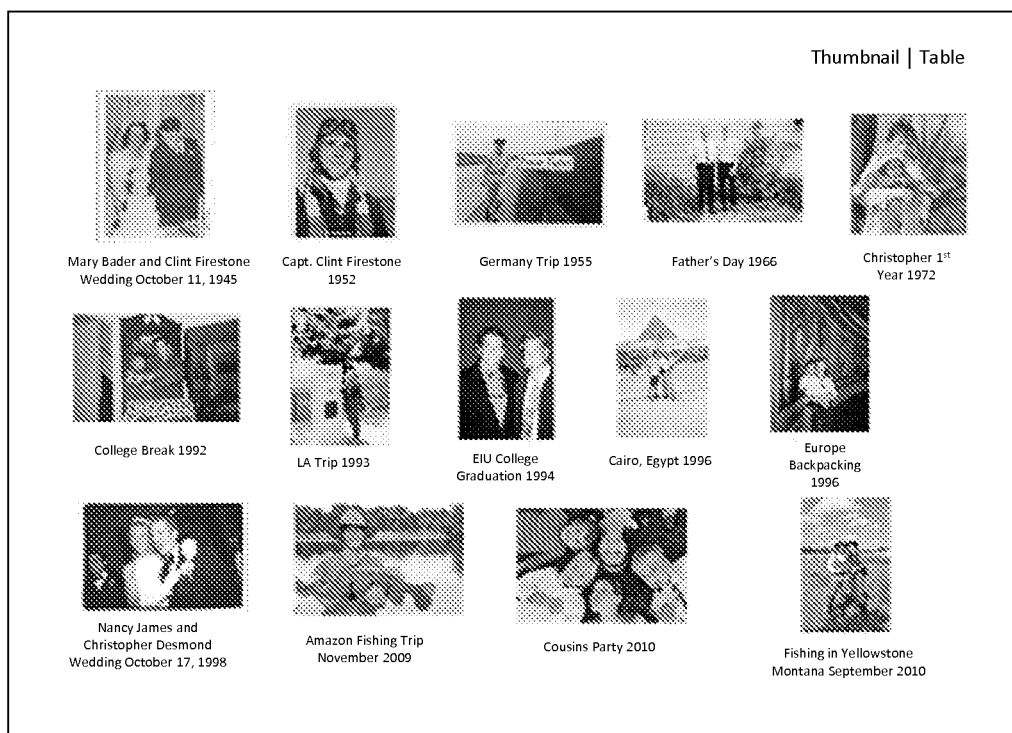 Thumbnail | Table
Mary Bader and Clint Firestone
Wedding October 11, 1945
Capt. Clint Firestone
1952
Germany Trip 1955
Father's Day 1966
Christopher 1st
Year 1972
College Break 1992
LA Trip 1993
EIU College
Graduation 1994
Cairo, Egypt 1996
Europe
Backpacking
1996
Nancy James and
Christopher Desmond
Wedding October 17, 1998
Amazon Fishing Trip
November 2009
Cousins Party 2010
Fishing in Yellowstone
Montana September 2010